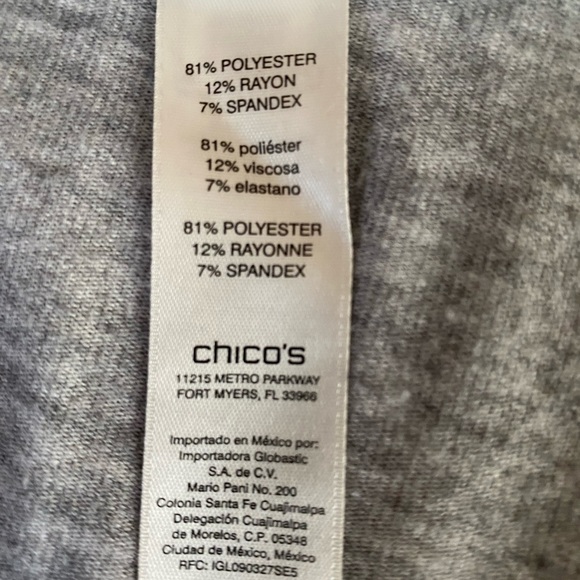 81% POLYESTER
12% RAYON
7% SPANDEX
81% poliéster
12% viscosa
7% elastano
81% POLYESTER
12% RAYONNE
7% SPANDEX
chico's
11215 METRO PARKWAY
FORT MYERS, FL 33966
Importado en México por:
Importadora Globastic
S.A. de C.V.
Mario Pani No. 200
Colonia Santa Fe Cuajimalpa
Delegación Cuajimalpa
de Morelos, C.P. 05348
Ciudad de México, México
RFC: IGL090327SE5